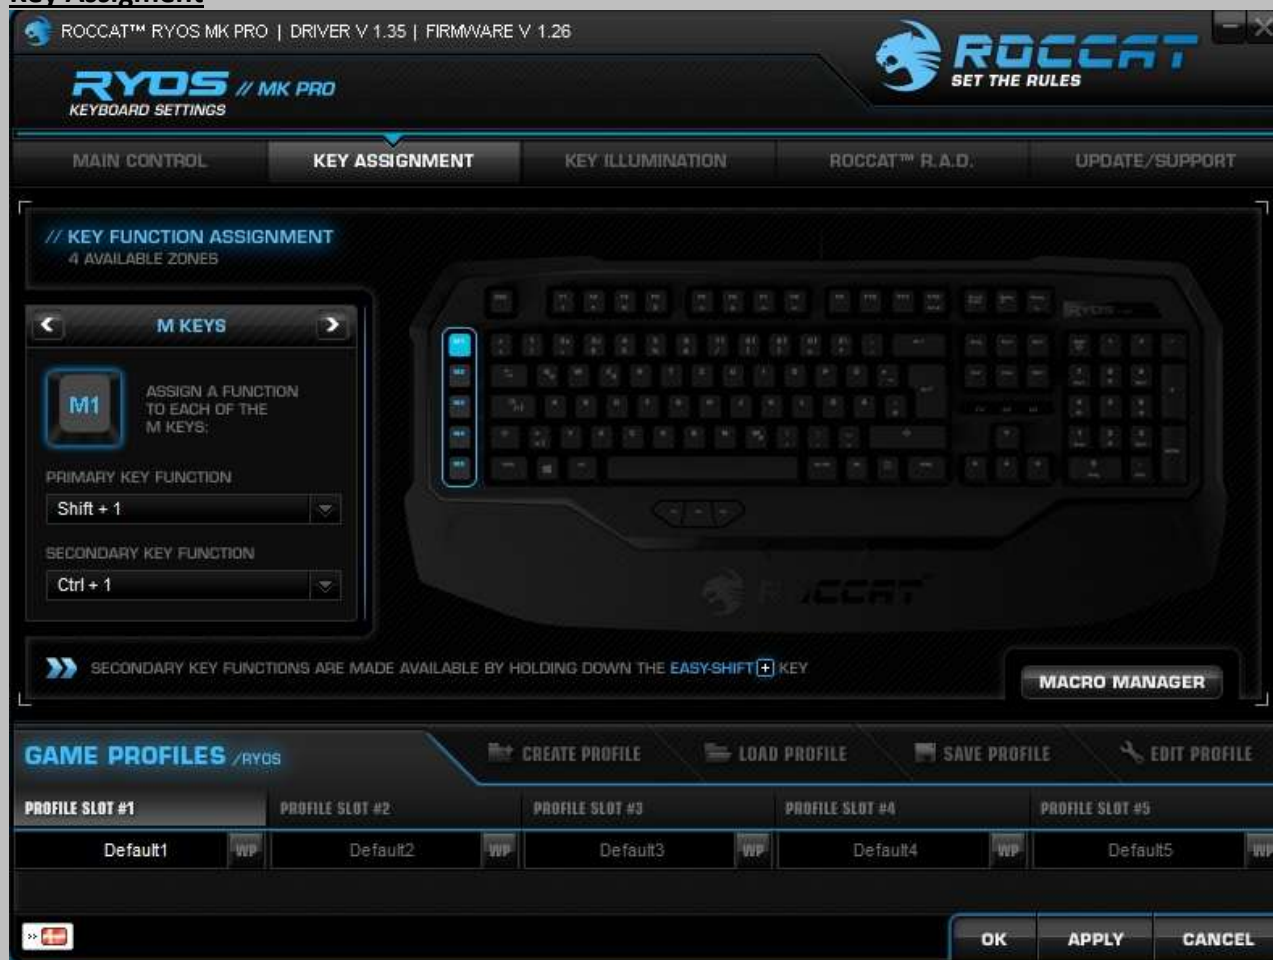 Key Assignment
ROCCAT™ RYOS MK PRO | DRIVER V 1.35 | FIRMWARE V 1.26
ROCCAT
SET THE RULES
RYOS // MK PRO
KEYBOARD SETTINGS
MAIN CONTROL KEY ASSIGNMENT KEY ILLUMINATION ROCCAT™ R.A.D. UPDATE/SUPPORT
// KEY FUNCTION ASSIGNMENT
4 AVAILABLE ZONES
M KEYS
M1
ASSIGN A FUNCTION
TO EACH OF THE
M KEYS:
PRIMARY KEY FUNCTION
Shift + 1
SECONDARY KEY FUNCTION
Ctrl + 1
ROCCAT
SECONDARY KEY FUNCTIONS ARE MADE AVAILABLE BY HOLDING DOWN THE EASY-SHIFT[+] KEY
MACRO MANAGER
GAME PROFILES /RYOS CREATE PROFILE LOAD PROFILE SAVE PROFILE EDIT PROFILE
PROFILE SLOT #1 PROFILE SLOT #2 PROFILE SLOT #3 PROFILE SLOT #4 PROFILE SLOT #5
Default1 WP Default2 WP Default3 WP Default4 WP Default5 WP
OK APPLY CANCEL